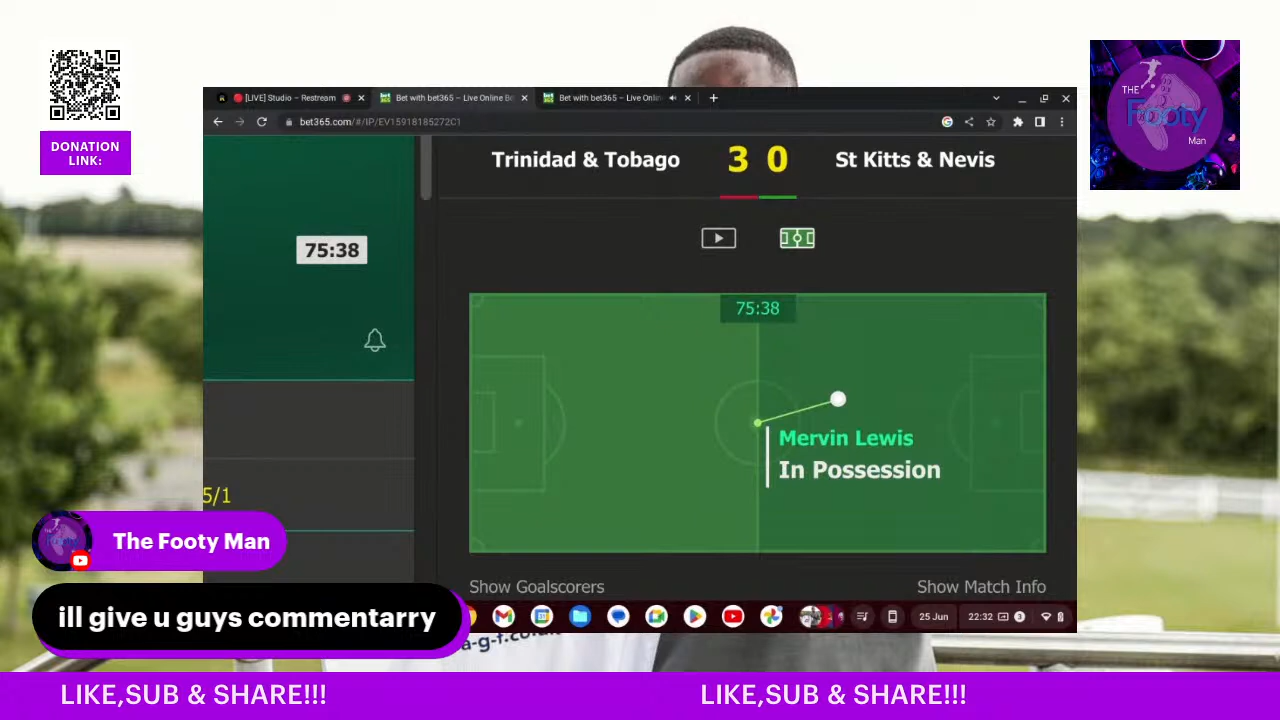 DONATION
LINK:
THE
Footy
Man
[LIVE] Studio – Restream
Bet with bet365 – Live Online Be
Bet with bet365 – Live Onlin
bet365.com/#/IP/EV15918185272C1
Trinidad & Tobago 3 0 St Kitts & Nevis
75:38
75:38
Mervin Lewis
In Possession
5/1
Show Goalscorers
Show Match Info
The Footy Man
ill give u guys commentarry
25 Jun
22:32
3
LIKE,SUB & SHARE!!!
LIKE,SUB & SHARE!!!